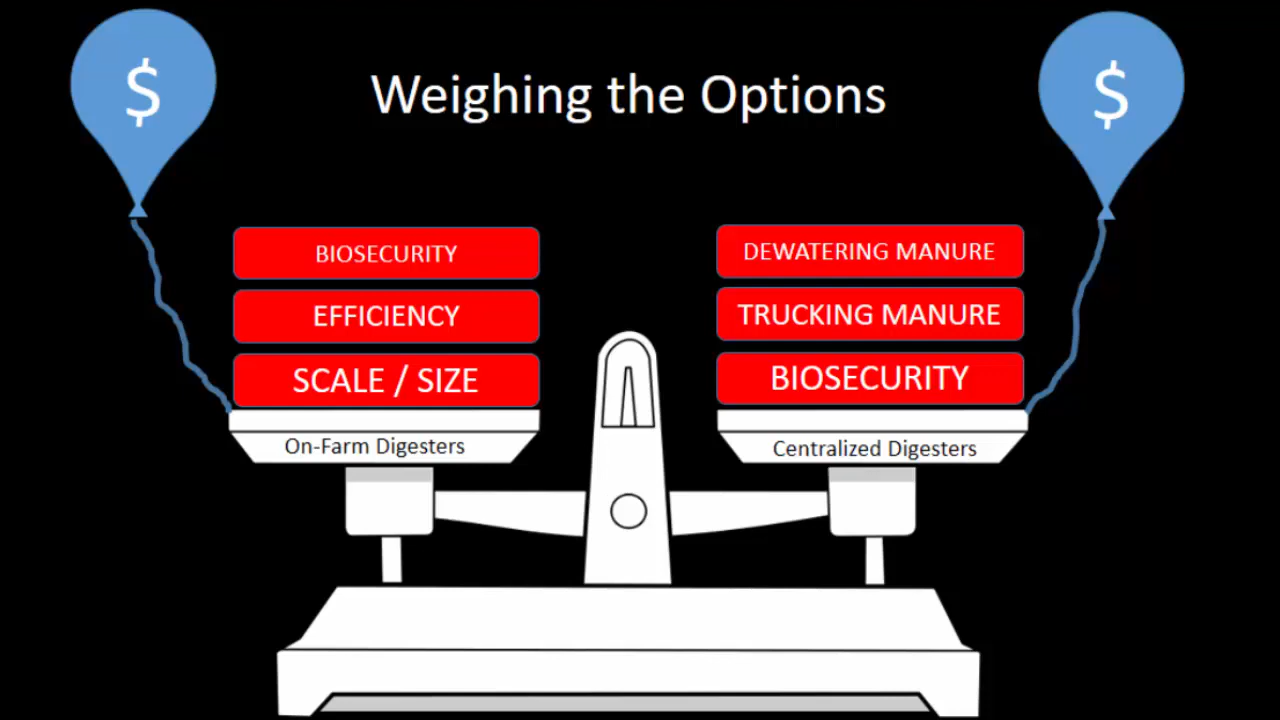 $
$
Weighing the Options
BIOSECURITY
EFFICIENCY
SCALE / SIZE
On-Farm Digesters
DEWATERING MANURE
TRUCKING MANURE
BIOSECURITY
Centralized Digesters